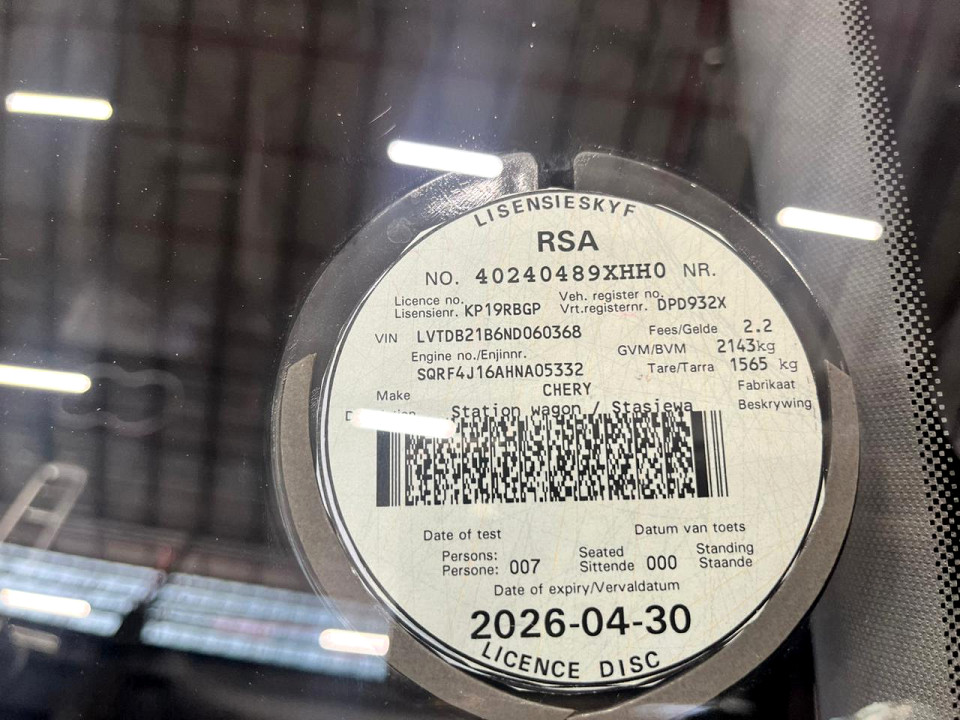 LISENSIESKYF
RSA
NO. 40240489XHH0 NR.
Licence no. Veh. register no.
Lisensienr. KP19RBGP Vrt.registernr. DPD932X
VIN LVTDB21B6ND060368 Fees/Gelde 2.2
Engine no./Enjinnr. GVM/BVM 2143kg
SQRF4J16AHNA05332 Tare/Tarra 1565 kg
Make CHERY Fabrikaat
Station wagon / Stasiewa Beskrywing
Date of test Datum van toets
Persons: Seated Standing
Persone: 007 Sittende 000 Staande
Date of expiry/Vervaldatum
2026-04-30
LICENCE DISC